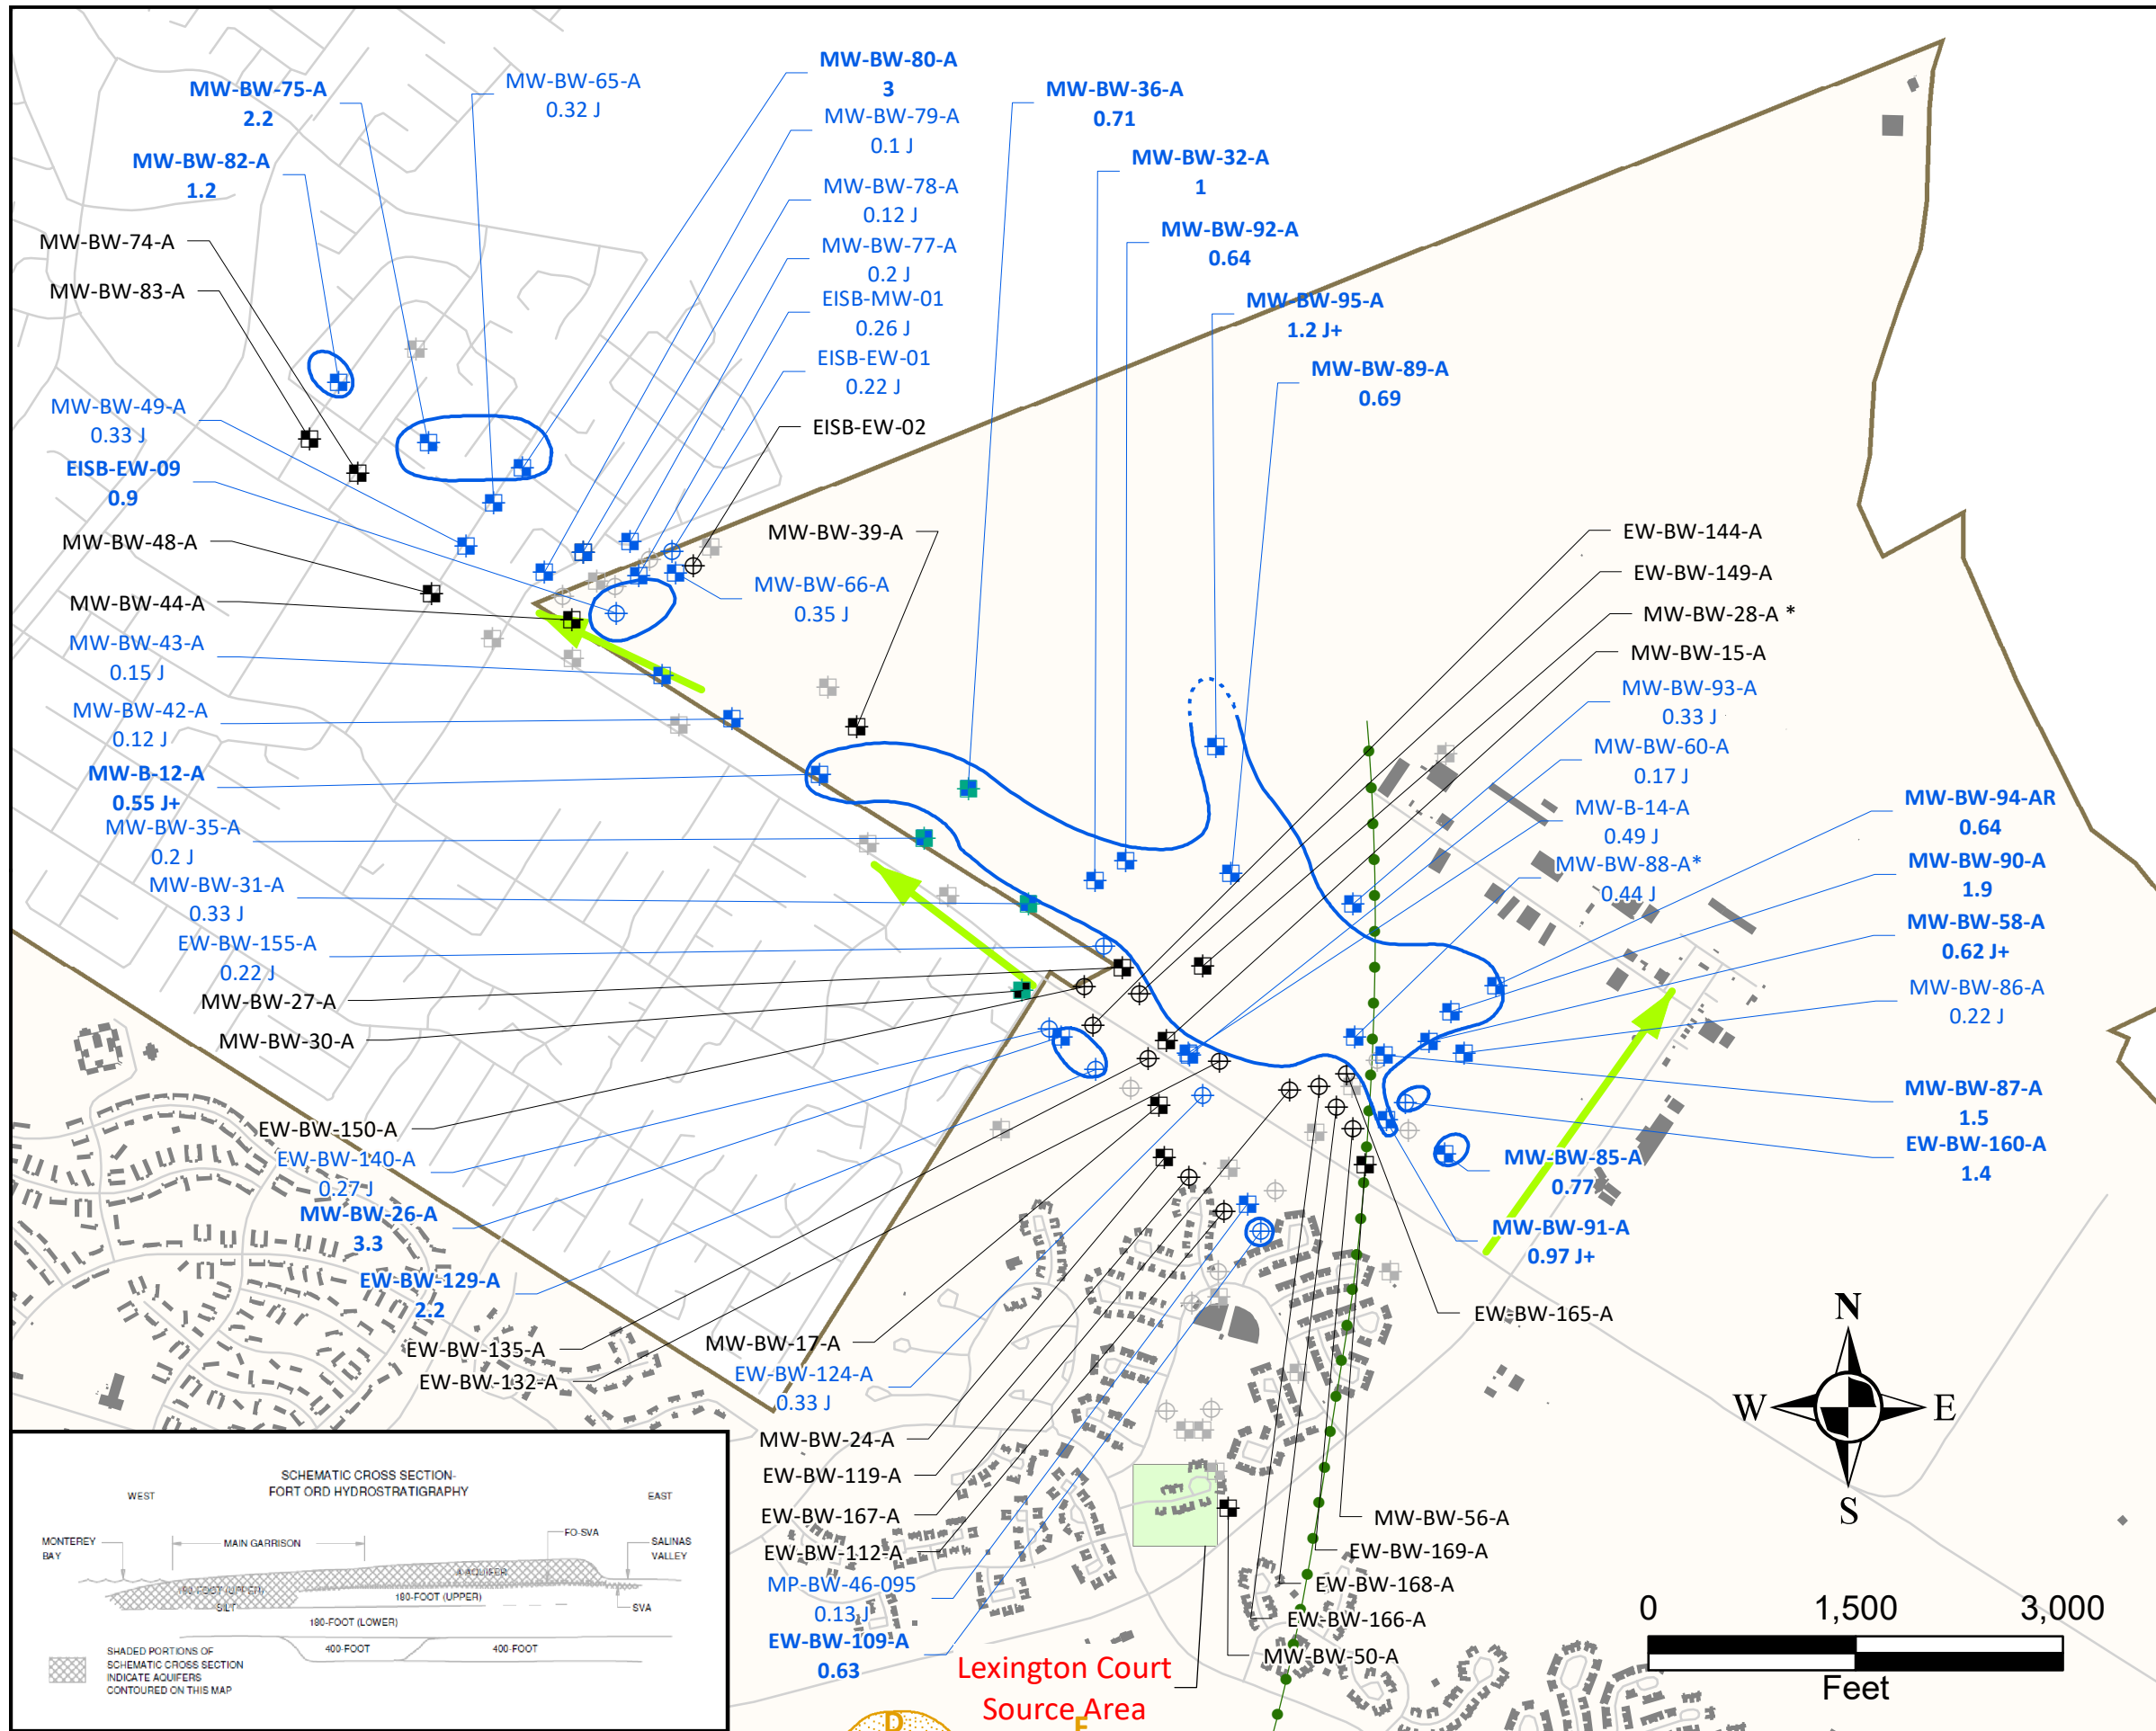 MW-BW-80-A
3
MW-BW-75-A
2.2
MW-BW-65-A
0.32 J
MW-BW-36-A
0.71
MW-BW-79-A
0.1 J
MW-BW-82-A
1.2
MW-BW-32-A
1
MW-BW-78-A
0.12 J
MW-BW-74-A
MW-BW-77-A
0.2 J
MW-BW-92-A
0.64
MW-BW-83-A
EISB-MW-01
0.26 J
MW-BW-95-A
1.2 J+
EISB-EW-01
0.22 J
MW-BW-89-A
0.69
MW-BW-49-A
0.33 J
EISB-EW-02
EISB-EW-09
0.9
MW-BW-48-A
MW-BW-39-A
EW-BW-144-A
EW-BW-149-A
MW-BW-66-A
0.35 J
MW-BW-44-A
MW-BW-28-A *
MW-BW-43-A
0.15 J
MW-BW-15-A
MW-BW-93-A
0.33 J
MW-BW-42-A
0.12 J
MW-BW-60-A
0.17 J
MW-B-12-A
0.55 J+
MW-B-14-A
0.49 J
MW-BW-94-AR
0.64
MW-BW-35-A
0.2 J
MW-BW-88-A*
0.44 J
MW-BW-90-A
1.9
MW-BW-31-A
0.33 J
MW-BW-58-A
0.62 J+
EW-BW-155-A
0.22 J
MW-BW-86-A
0.22 J
MW-BW-27-A
MW-BW-30-A
MW-BW-87-A
1.5
EW-BW-150-A
EW-BW-140-A
0.27 J
EW-BW-160-A
1.4
MW-BW-85-A
0.77
MW-BW-26-A
3.3
MW-BW-91-A
0.97 J+
EW-BW-129-A
2.2
EW-BW-165-A
EW-BW-135-A
MW-BW-17-A
EW-BW-132-A
EW-BW-124-A
0.33 J
MW-BW-24-A
EW-BW-119-A
EW-BW-167-A
EW-BW-112-A
MP-BW-46-095
0.13 J
EW-BW-109-A
0.63
MW-BW-56-A
EW-BW-169-A
EW-BW-168-A
EW-BW-166-A
MW-BW-50-A
Lexington Court
Source Area
D
E
N
W E
S
0 1,500 3,000
Feet
SCHEMATIC CROSS SECTION-
FORT ORD HYDROSTRATIGRAPHY
WEST EAST
MONTEREY
BAY
MAIN GARRISON
FO-SVA
SALINAS
VALLEY
A-AQUIFER
180-FOOT (UPPER)
180-FOOT (UPPER)
SILT
SVA
180-FOOT (LOWER)
400-FOOT 400-FOOT
SHADED PORTIONS OF
SCHEMATIC CROSS SECTION
INDICATE AQUIFERS
CONTOURED ON THIS MAP